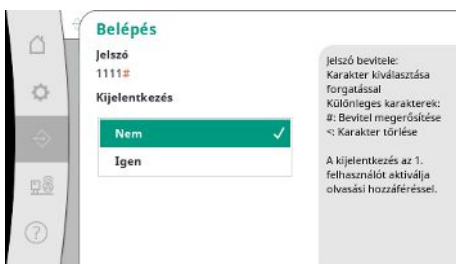 Belépés
Jelszó
1111#
Kijelentkezés
Nem
Igen
Jelszó bevitele:
Karakter kiválasztása
forgatással
Különleges karakterek:
#: Bevitel megerősítése
<: Karakter törlése
A kijelentkezés az 1.
felhasználót aktiválja
olvasási hozzáféréssel.